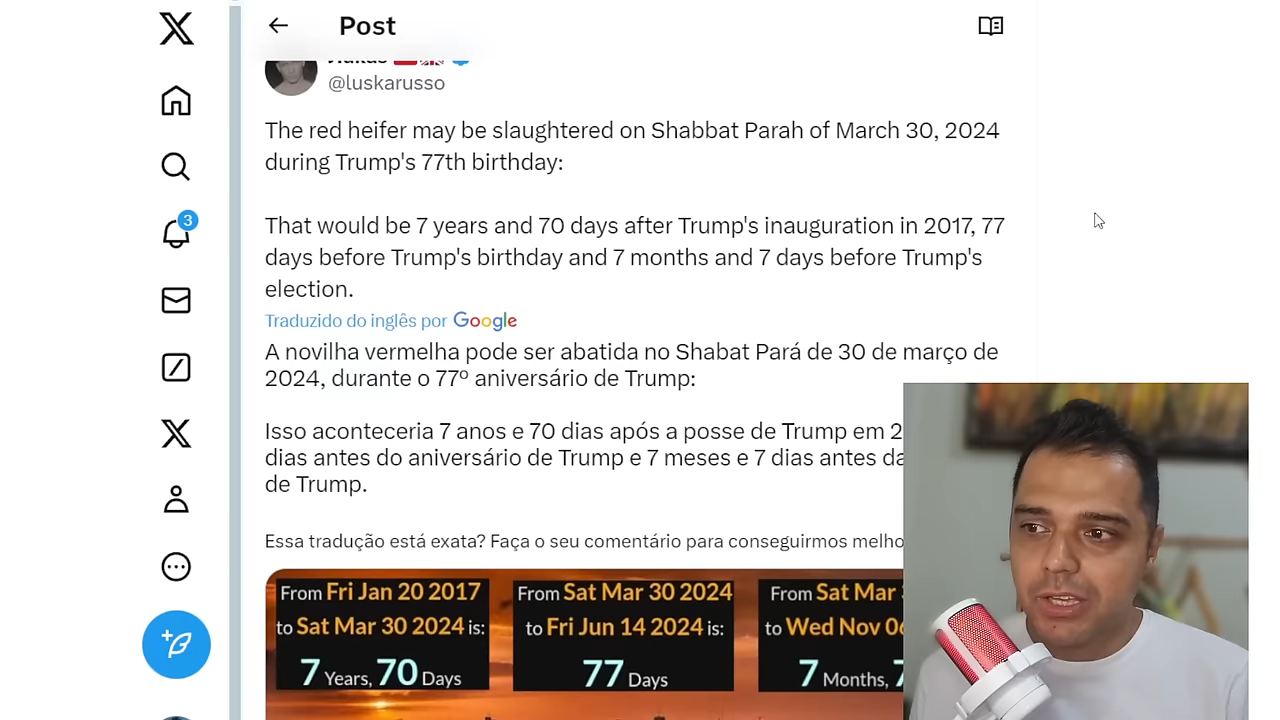 Post
@luskarusso
The red heifer may be slaughtered on Shabbat Parah of March 30, 2024
during Trump's 77th birthday:
That would be 7 years and 70 days after Trump's inauguration in 2017, 77
days before Trump's birthday and 7 months and 7 days before Trump's
election.
Traduzido do inglês por Google
A novilha vermelha pode ser abatida no Shabat Pará de 30 de março de
2024, durante o 77º aniversário de Trump:
Isso aconteceria 7 anos e 70 dias após a posse de Trump em 2
dias antes do aniversário de Trump e 7 meses e 7 dias antes da
de Trump.
Essa tradução está exata? Faça o seu comentário para conseguirmos melho
From Fri Jan 20 2017
to Sat Mar 30 2024 is:
7 Years, 70 Days
From Sat Mar 30 2024
to Fri Jun 14 2024 is:
77 Days
From Sat Mar
to Wed Nov 06
7 Months,
3